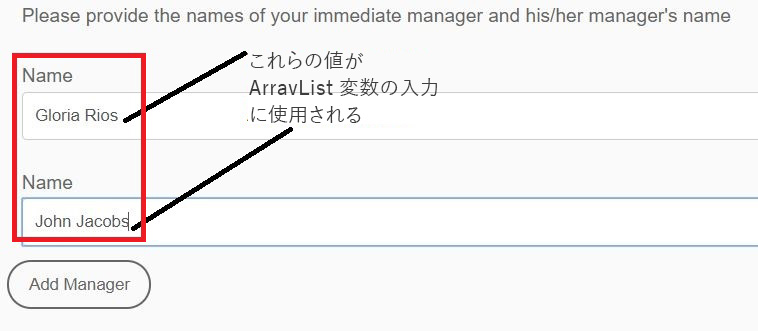 Please provide the names of your immediate manager and his/her manager's name
Name
Gloria Rios
これらの値が
ArravList 変数の入力
に使用される
Name
John Jacobs
Add Manager